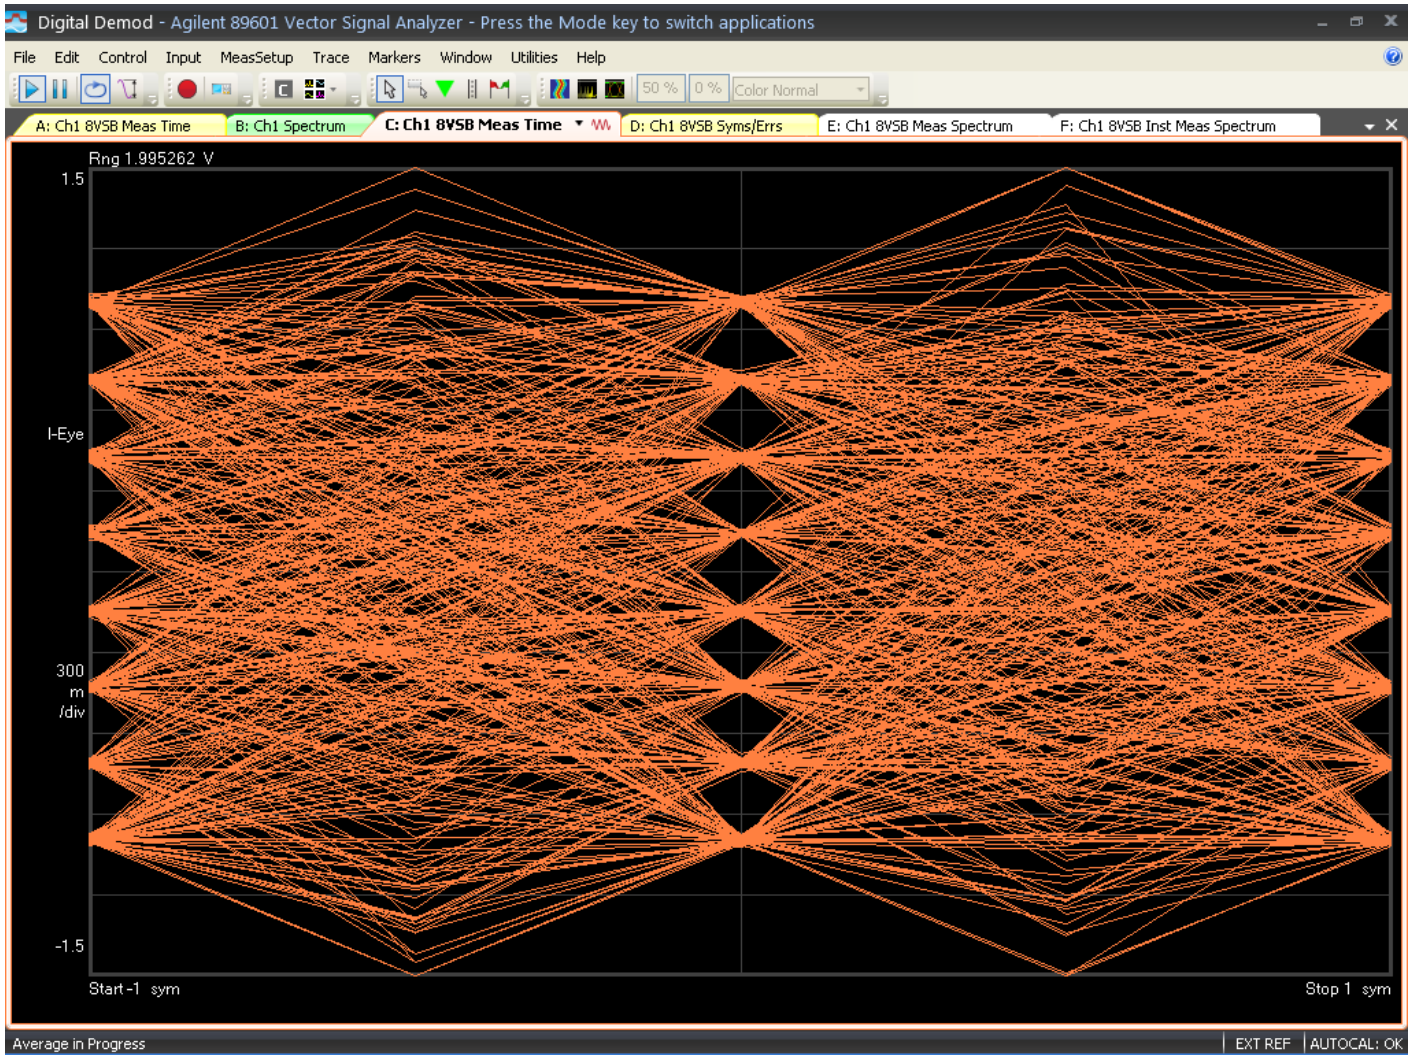 Digital Demod - Agilent 89601 Vector Signal Analyzer - Press the Mode key to switch applications
File Edit Control Input MeasSetup Trace Markers Window Utilities Help
C 50 % 0 % Color Normal
A: Ch1 8VSB Meas Time B: Ch1 Spectrum C: Ch1 8VSB Meas Time D: Ch1 8VSB Syms/Errs E: Ch1 8VSB Meas Spectrum F: Ch1 8VSB Inst Meas Spectrum
Rng 1.995262 V
1.5
I-Eye
300
m
/div
-1.5
Start -1 sym Stop 1 sym
Average in Progress EXT REF AUTOCAL: OK